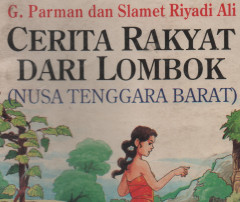 G. Parman dan Slamet Riyadi Ali
CERITA RAKYAT
DARI LOMBOK
(NUSA TENGGARA BARAT)